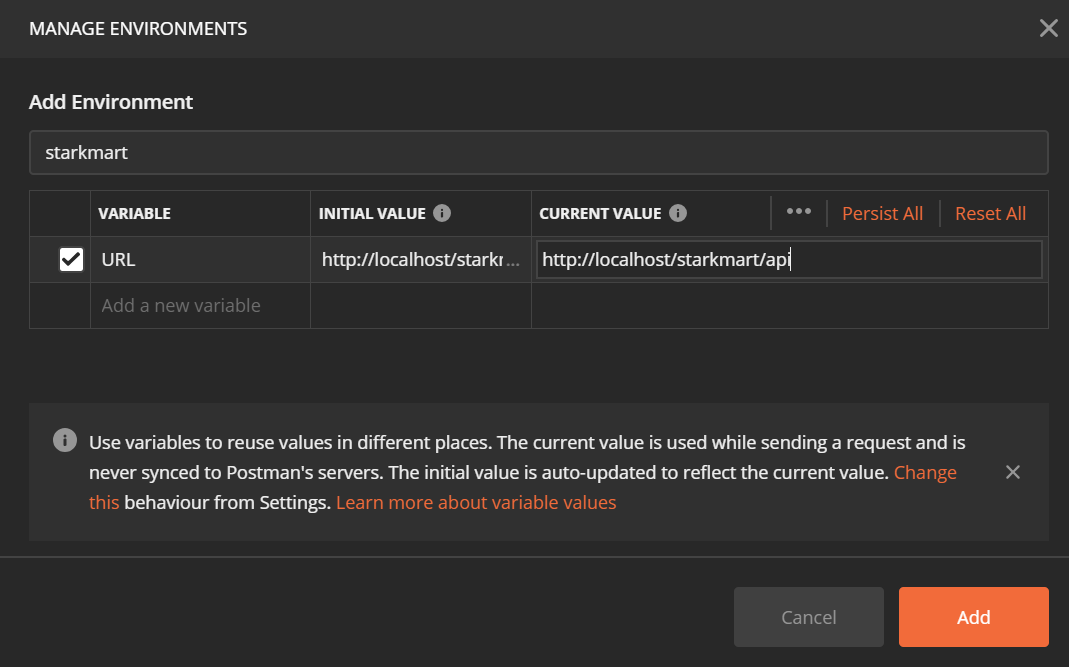 MANAGE ENVIRONMENTS
Add Environment
starkmart
VARIABLE INITIAL VALUE CURRENT VALUE ••• Persist All Reset All
URL http://localhost/starkr... http://localhost/starkmart/api
Add a new variable
Use variables to reuse values in different places. The current value is used while sending a request and is
never synced to Postman's servers. The initial value is auto-updated to reflect the current value. Change
this behaviour from Settings. Learn more about variable values
Cancel Add